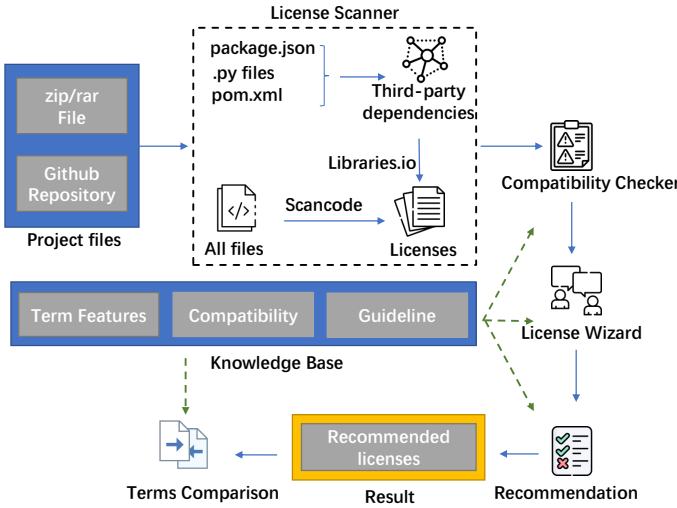 License Scanner
package.json
.py files
pom.xml
Third-party
dependencies
zip/rar
File
Github
Repository
Project files
Libraries.io
Scancode
All files
Licenses
Compatibility Checker
Term Features
Compatibility
Guideline
Knowledge Base
License Wizard
Recommended
licenses
Terms Comparison
Result
Recommendation